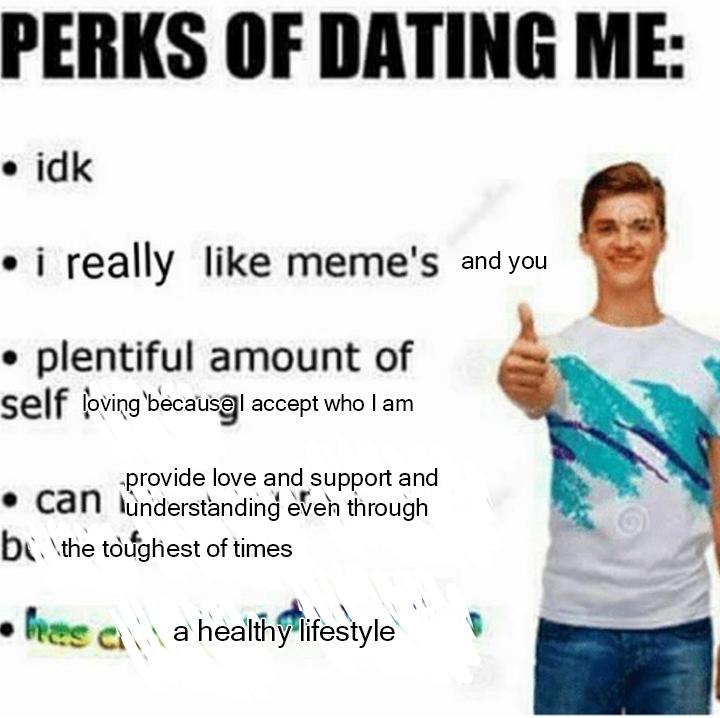 PERKS OF DATING ME:
• idk
• i really like meme's and you
• plentiful amount of
self loving because I accept who I am
• can provide love and support and
understanding even through
the toughest of times
• has a healthy lifestyle